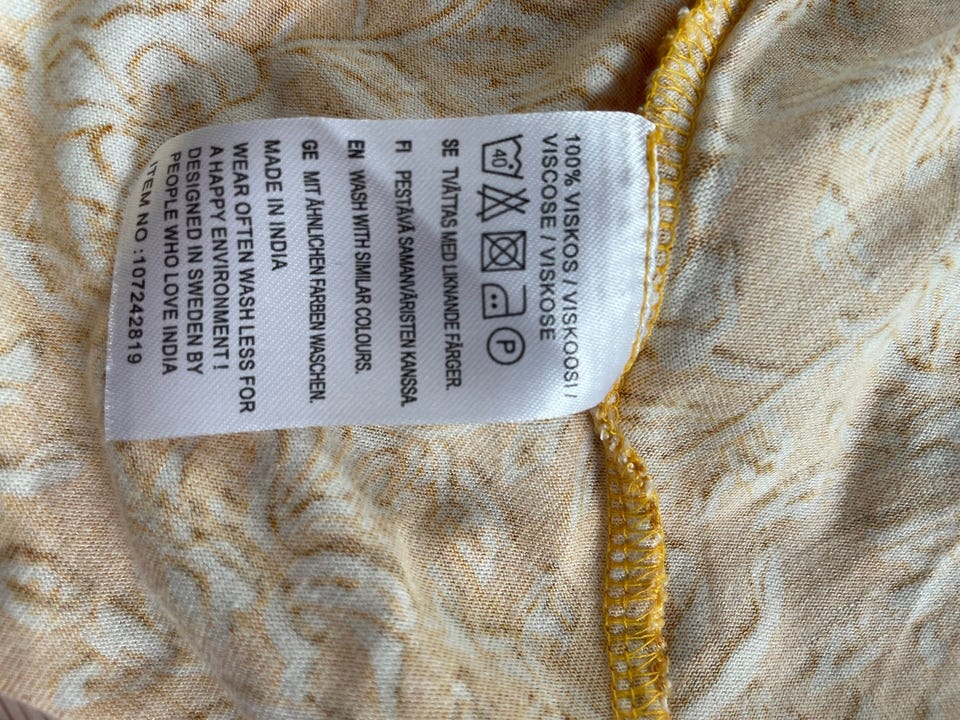 100% VISKOS / VISKOOSI /
VISCOSE / VISKOSE
40 P
SE TVÄTTAS MED LIKNANDE FÄRGER.
FI PESTÄVÄ SAMANVÄRISTEN KANSSA.
EN WASH WITH SIMILAR COLOURS.
GE MIT ÄHNLICHEN FARBEN WASCHEN.
MADE IN INDIA
WEAR OFTEN WASH LESS FOR
A HAPPY ENVIRONMENT!
DESIGNED IN SWEDEN BY
PEOPLE WHO LOVE INDIA
ITEM NO :107242819